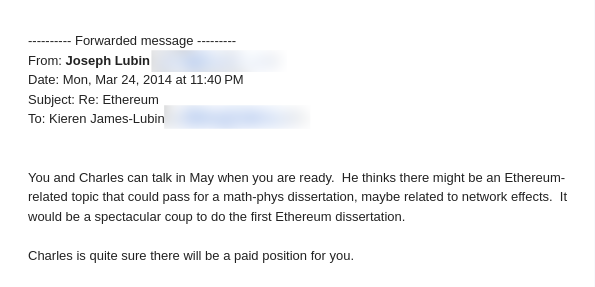 ---------- Forwarded message ---------
From: Joseph Lubin
Date: Mon, Mar 24, 2014 at 11:40 PM
Subject: Re: Ethereum
To: Kieren James-Lubin
You and Charles can talk in May when you are ready.  He thinks there might be an Ethereum-
related topic that could pass for a math-phys dissertation, maybe related to network effects.  It
would be a spectacular coup to do the first Ethereum dissertation.
Charles is quite sure there will be a paid position for you.